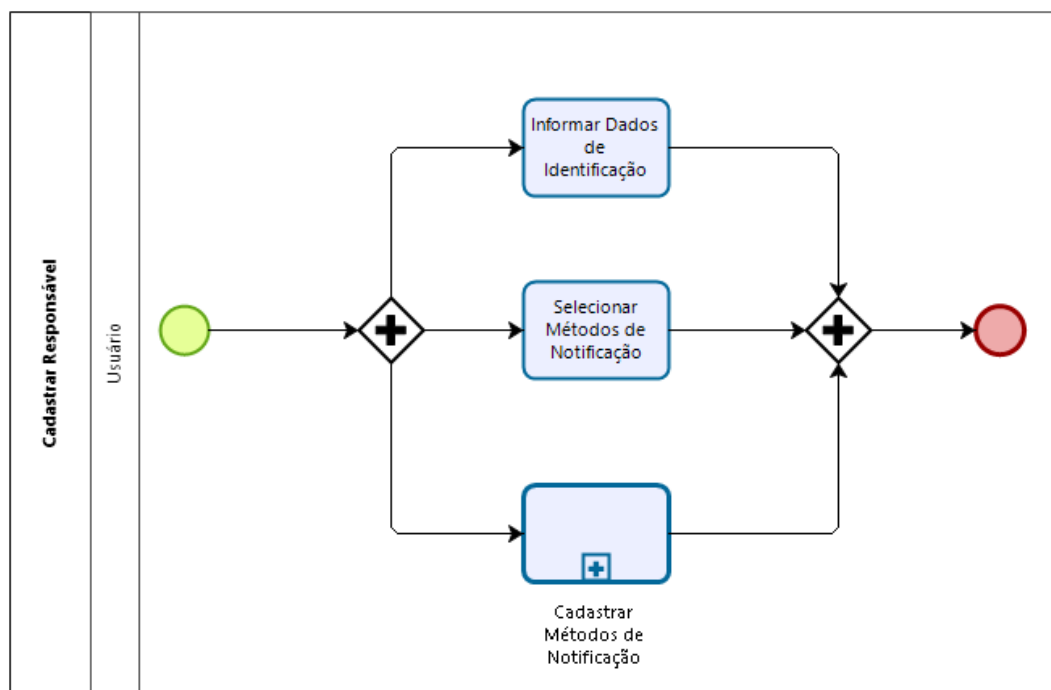 Cadastrar Responsável
Usuário
Informar Dados
de
Identificação
Selecionar
Métodos de
Notificação
Cadastrar
Métodos de
Notificação